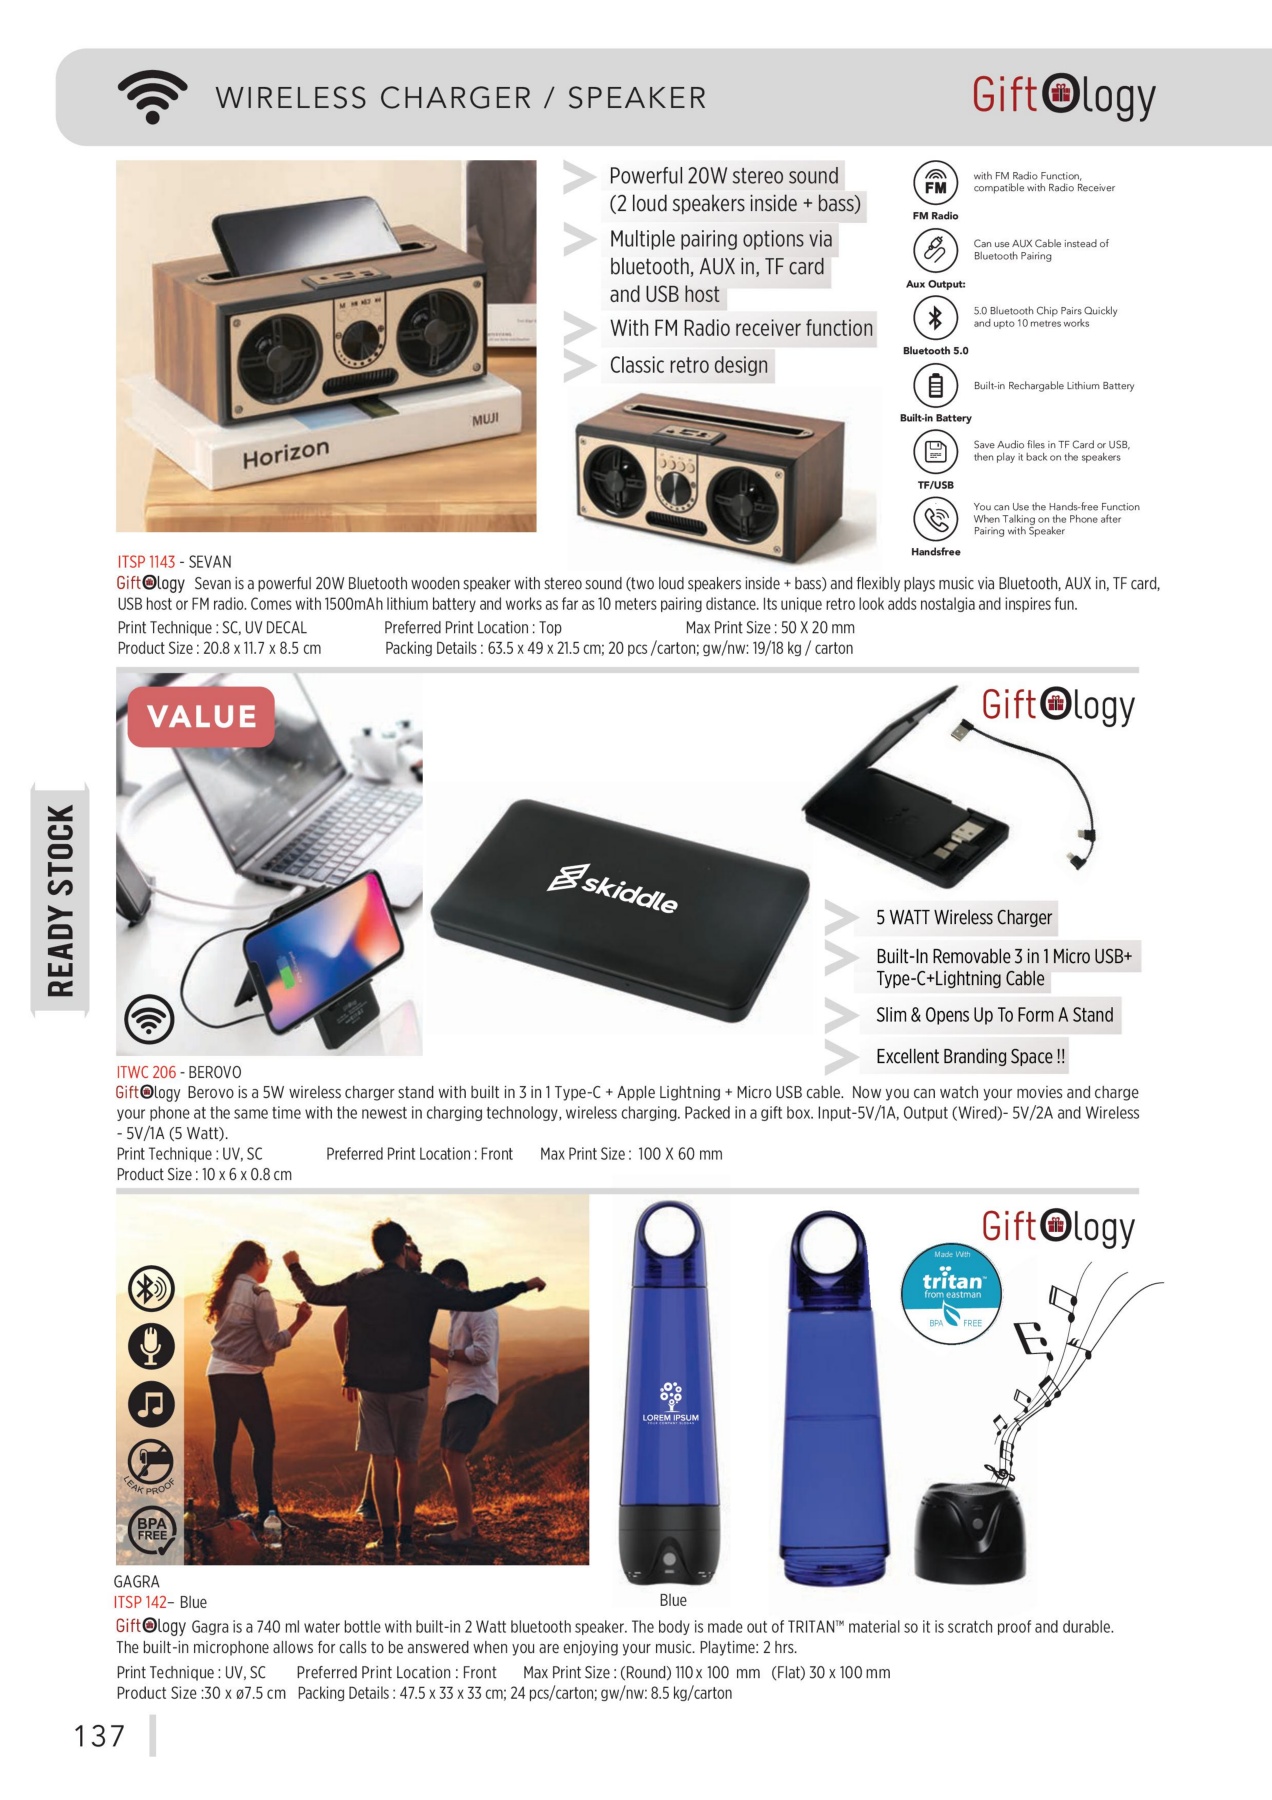 WIRELESS CHARGER / SPEAKER
GiftOlogy
Powerful 20W stereo sound
(2 loud speakers inside + bass)
Multiple pairing options via
bluetooth, AUX in, TF card
and USB host
With FM Radio receiver function
Classic retro design
FM
FM Radio
with FM Radio Function,
compatible with Radio Receiver
Aux Output:
Can use AUX Cable instead of
Bluetooth Pairing
Bluetooth 5.0
5.0 Bluetooth Chip Pairs Quickly
and upto 10 metres works
Built-in Battery
Built-in Rechargable Lithium Battery
TF/USB
Save Audio files in TF Card or USB,
then play it back on the speakers
Handsfree
You can Use the Hands-free Function
When Talking on the Phone after
Pairing with Speaker
Horizon
MUJI
ITSP 1143 - SEVAN
GiftOlogy Sevan is a powerful 20W Bluetooth wooden speaker with stereo sound (two loud speakers inside + bass) and flexibly plays music via Bluetooth, AUX in, TF card,
USB host or FM radio. Comes with 1500mAh lithium battery and works as far as 10 meters pairing distance. Its unique retro look adds nostalgia and inspires fun.
Print Technique : SC, UV DECAL Preferred Print Location : Top Max Print Size : 50 X 20 mm
Product Size : 20.8 x 11.7 x 8.5 cm Packing Details : 63.5 x 49 x 21.5 cm; 20 pcs /carton; gw/nw: 19/18 kg / carton
VALUE
GiftOlogy
skiddle
5 WATT Wireless Charger
Built-In Removable 3 in 1 Micro USB+
Type-C+Lightning Cable
Slim & Opens Up To Form A Stand
Excellent Branding Space !!
READY STOCK
ITWC 206 - BEROVO
GiftOlogy Berovo is a 5W wireless charger stand with built in 3 in 1 Type-C + Apple Lightning + Micro USB cable. Now you can watch your movies and charge
your phone at the same time with the newest in charging technology, wireless charging. Packed in a gift box. Input-5V/1A, Output (Wired)- 5V/2A and Wireless
- 5V/1A (5 Watt).
Print Technique : UV, SC Preferred Print Location : Front Max Print Size : 100 X 60 mm
Product Size : 10 x 6 x 0.8 cm
GiftOlogy
Made With
tritan™
from eastman
BPA FREE
LEAK PROOF
BPA
FREE
LOREM IPSUM
Blue
GAGRA
ITSP 142– Blue
GiftOlogy Gagra is a 740 ml water bottle with built-in 2 Watt bluetooth speaker. The body is made out of TRITAN™ material so it is scratch proof and durable.
The built-in microphone allows for calls to be answered when you are enjoying your music. Playtime: 2 hrs.
Print Technique : UV, SC Preferred Print Location : Front Max Print Size : (Round) 110 x 100 mm (Flat) 30 x 100 mm
Product Size :30 x ø7.5 cm Packing Details : 47.5 x 33 x 33 cm; 24 pcs/carton; gw/nw: 8.5 kg/carton
137